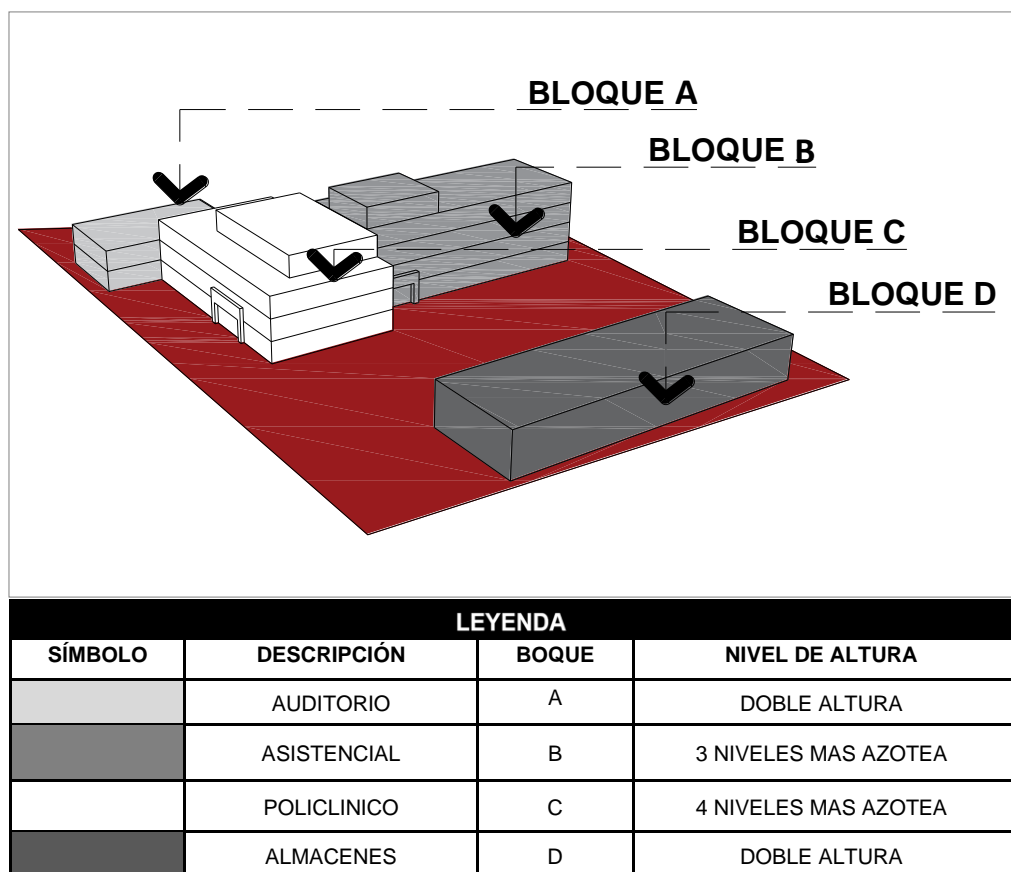 BLOQUE A
BLOQUE B
BLOQUE C
BLOQUE D
LEYENDA
SÍMBOLO DESCRIPCIÓN BOQUE NIVEL DE ALTURA
AUDITORIO A DOBLE ALTURA
ASISTENCIAL B 3 NIVELES MAS AZOTEA
POLICLINICO C 4 NIVELES MAS AZOTEA
ALMACENES D DOBLE ALTURA